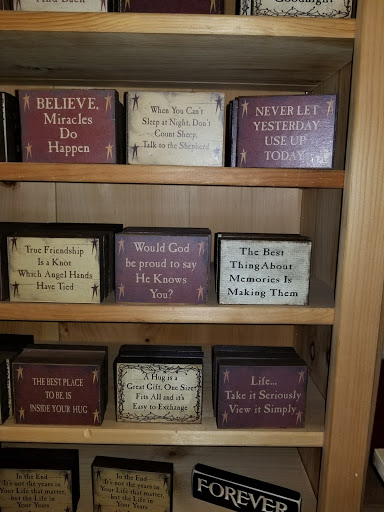 And Back
Goodnight
BELIEVE,
Miracles
Do
Happen
When You Can't
Sleep at Night, Don't
Count Sheep,
Talk to the Shepherd
NEVER LET
YESTERDAY
USE UP
TODAY
True Friendship
Is a Knot
Which Angel Hands
Have Tied
Would God
be proud to say
He Knows
You?
The Best
Thing About
Memories Is
Making Them
THE BEST PLACE
TO BE, IS
INSIDE YOUR HUG
A Hug is a
Great Gift, One Size
Fits All and it's
Easy to Exchange
Life...
Take it Seriously
View it Simply
In the End
It's not the years in
Your Life that matter,
but the Life in
In the End
It's not the years in
Your Life that matter,
but the Life in
FOREVER